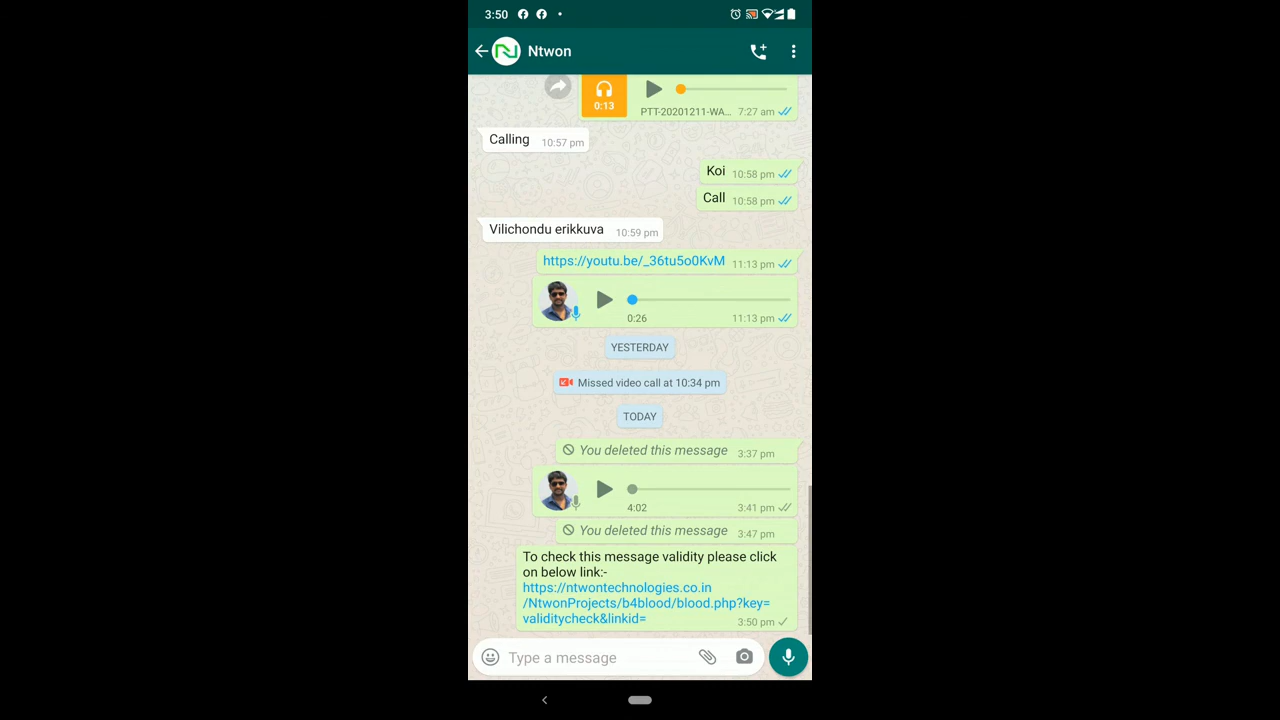 3:50
Ntwon
0:13
PTT-20201211-WA... 7:27 am
Calling 10:57 pm
Koi 10:58 pm
Call 10:58 pm
Vilichondu erikkuva 10:59 pm
https://youtu.be/_36tu5o0KvM 11:13 pm
0:26 11:13 pm
YESTERDAY
Missed video call at 10:34 pm
TODAY
You deleted this message 3:37 pm
4:02 3:41 pm
You deleted this message 3:47 pm
To check this message validity please click
on below link:-
https://ntwontechnologies.co.in
/NtwonProjects/b4blood/blood.php?key=
validitycheck&linkid=
3:50 pm
Type a message